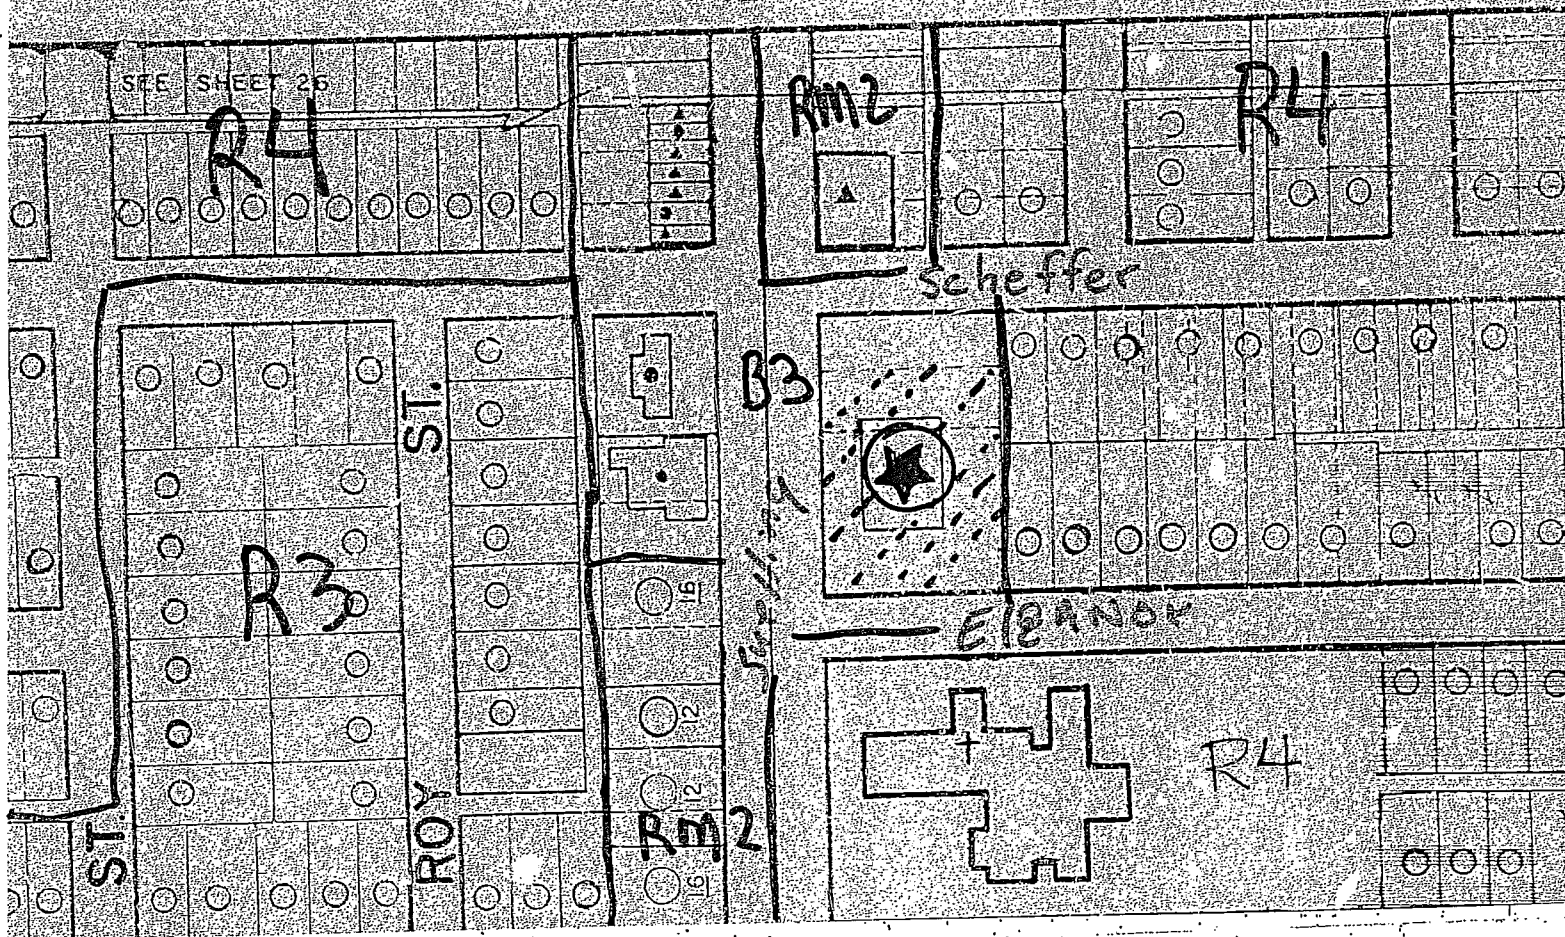 SEE SHEET 26
R4
RM2
R4
Scheffer
B3
ST.
R3
16
Eleanor
12
R4
12
Rm2
ROY
ST.
16